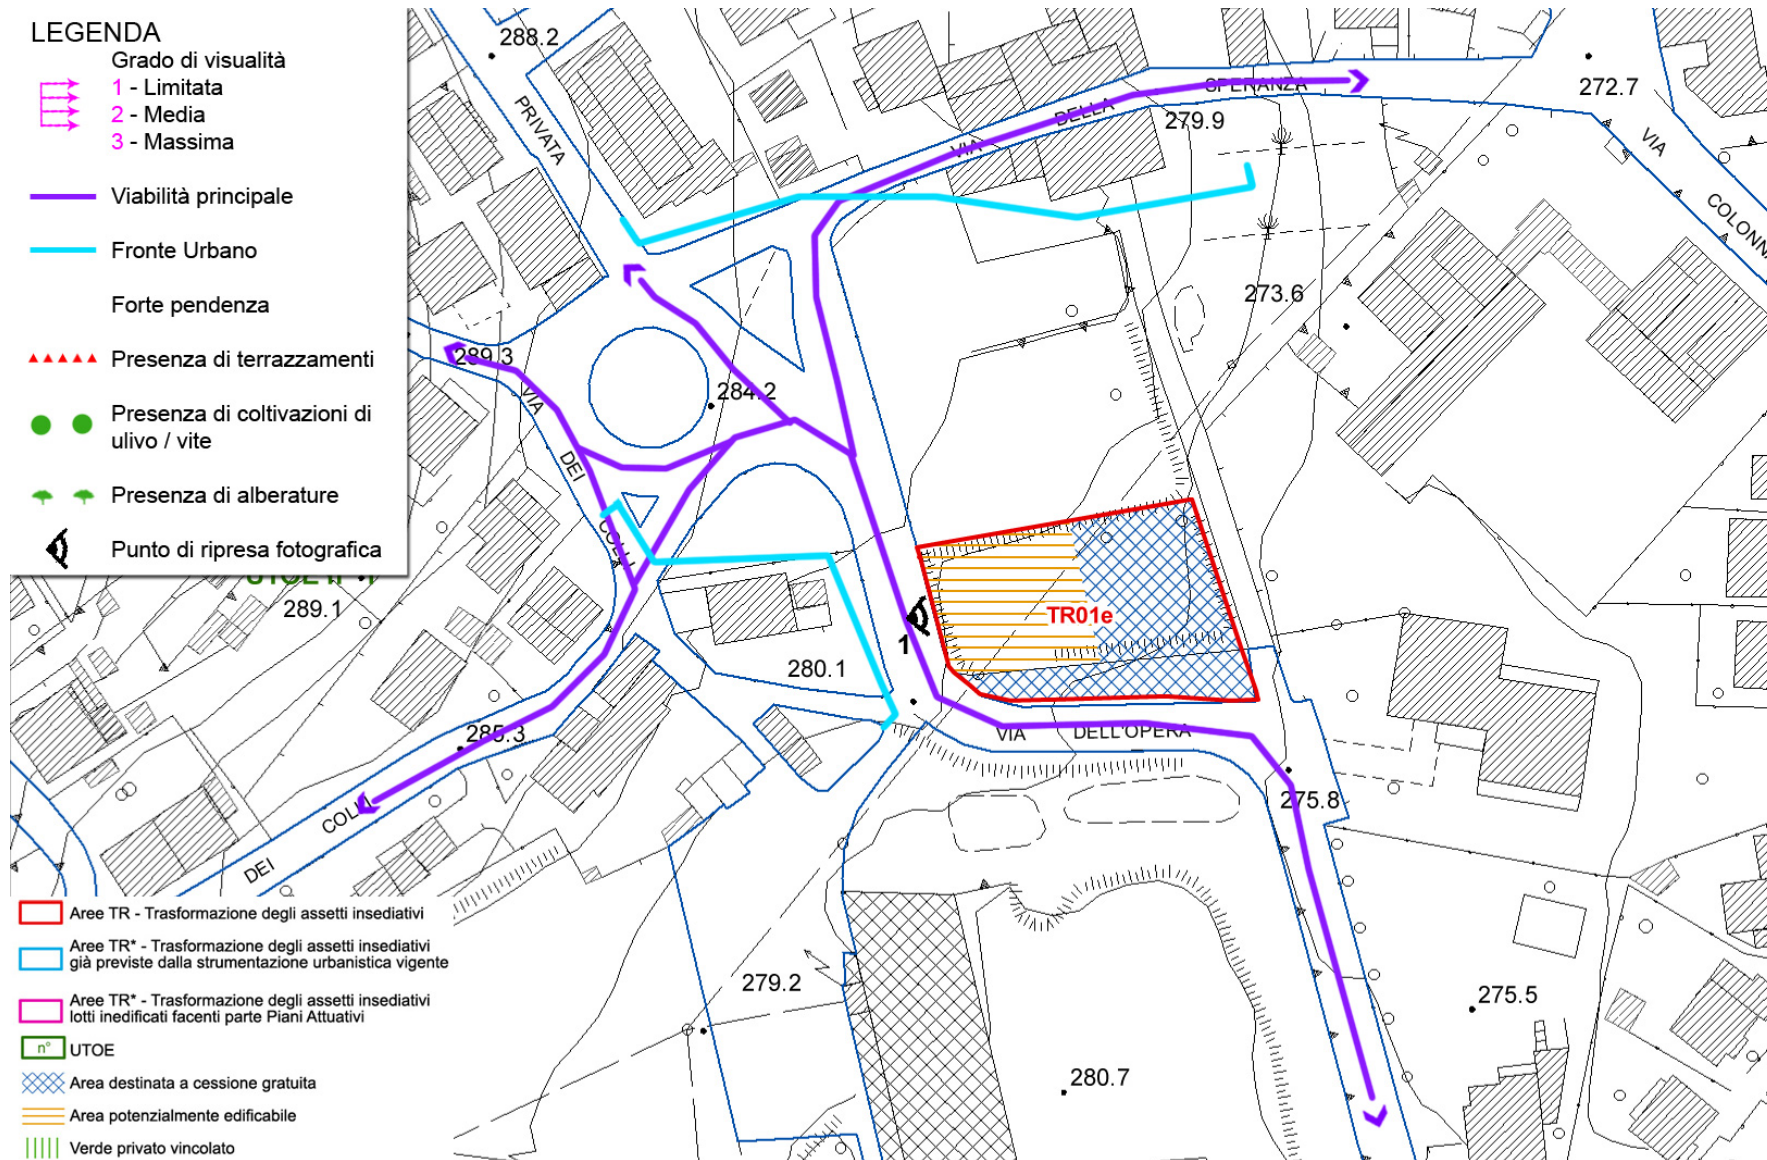 LEGENDA
Grado di visualità
1 - Limitata
2 - Media
3 - Massima
Viabilità principale
Fronte Urbano
Forte pendenza
Presenza di terrazzamenti
Presenza di coltivazioni di
ulivo / vite
Presenza di alberature
Punto di ripresa fotografica
288.2
PRIVATA
VIA DELLA SPERANZA
279.9
272.7
VIA
COLONN
273.6
289.3
284.2
VIA
DEI
COLLI
289.1
TR01e
1
280.1
285.3
VIA DELL'OPERA
275.8
COLLI
DEI
279.2
275.5
280.7
Aree TR - Trasformazione degli assetti insediativi
Aree TR* - Trasformazione degli assetti insediativi
già previste dalla strumentazione urbanistica vigente
Aree TR* - Trasformazione degli assetti insediativi
lotti inedificati facenti parte Piani Attuativi
n° UTOE
Area destinata a cessione gratuita
Area potenzialmente edificabile
Verde privato vincolato